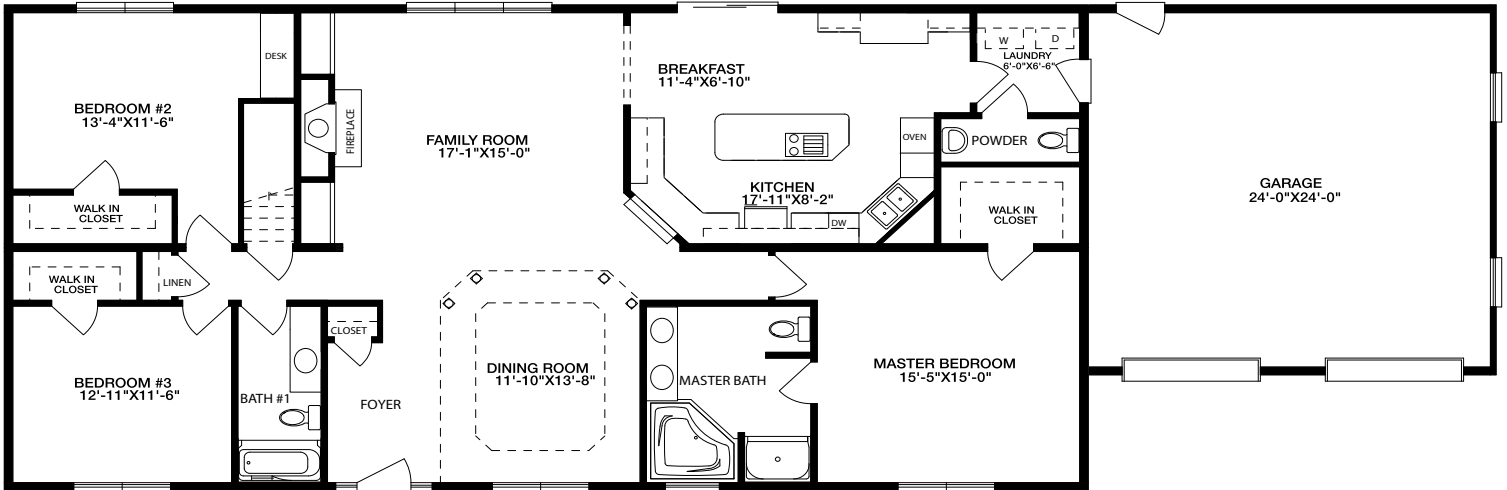 DESK
BEDROOM #2
13'-4"X11'-6"
WALK IN
CLOSET
FIREPLACE
FAMILY ROOM
17'-1"X15'-0"
BREAKFAST
11'-4"X6'-10"
W
D
LAUNDRY
6'-0"X6'-6"
OVEN
POWDER
KITCHEN
17'-11"X8'-2"
DW
WALK IN
CLOSET
GARAGE
24'-0"X24'-0"
WALK IN
CLOSET
LINEN
BEDROOM #3
12'-11"X11'-6"
BATH #1
CLOSET
FOYER
DINING ROOM
11'-10"X13'-8"
MASTER BATH
MASTER BEDROOM
15'-5"X15'-0"